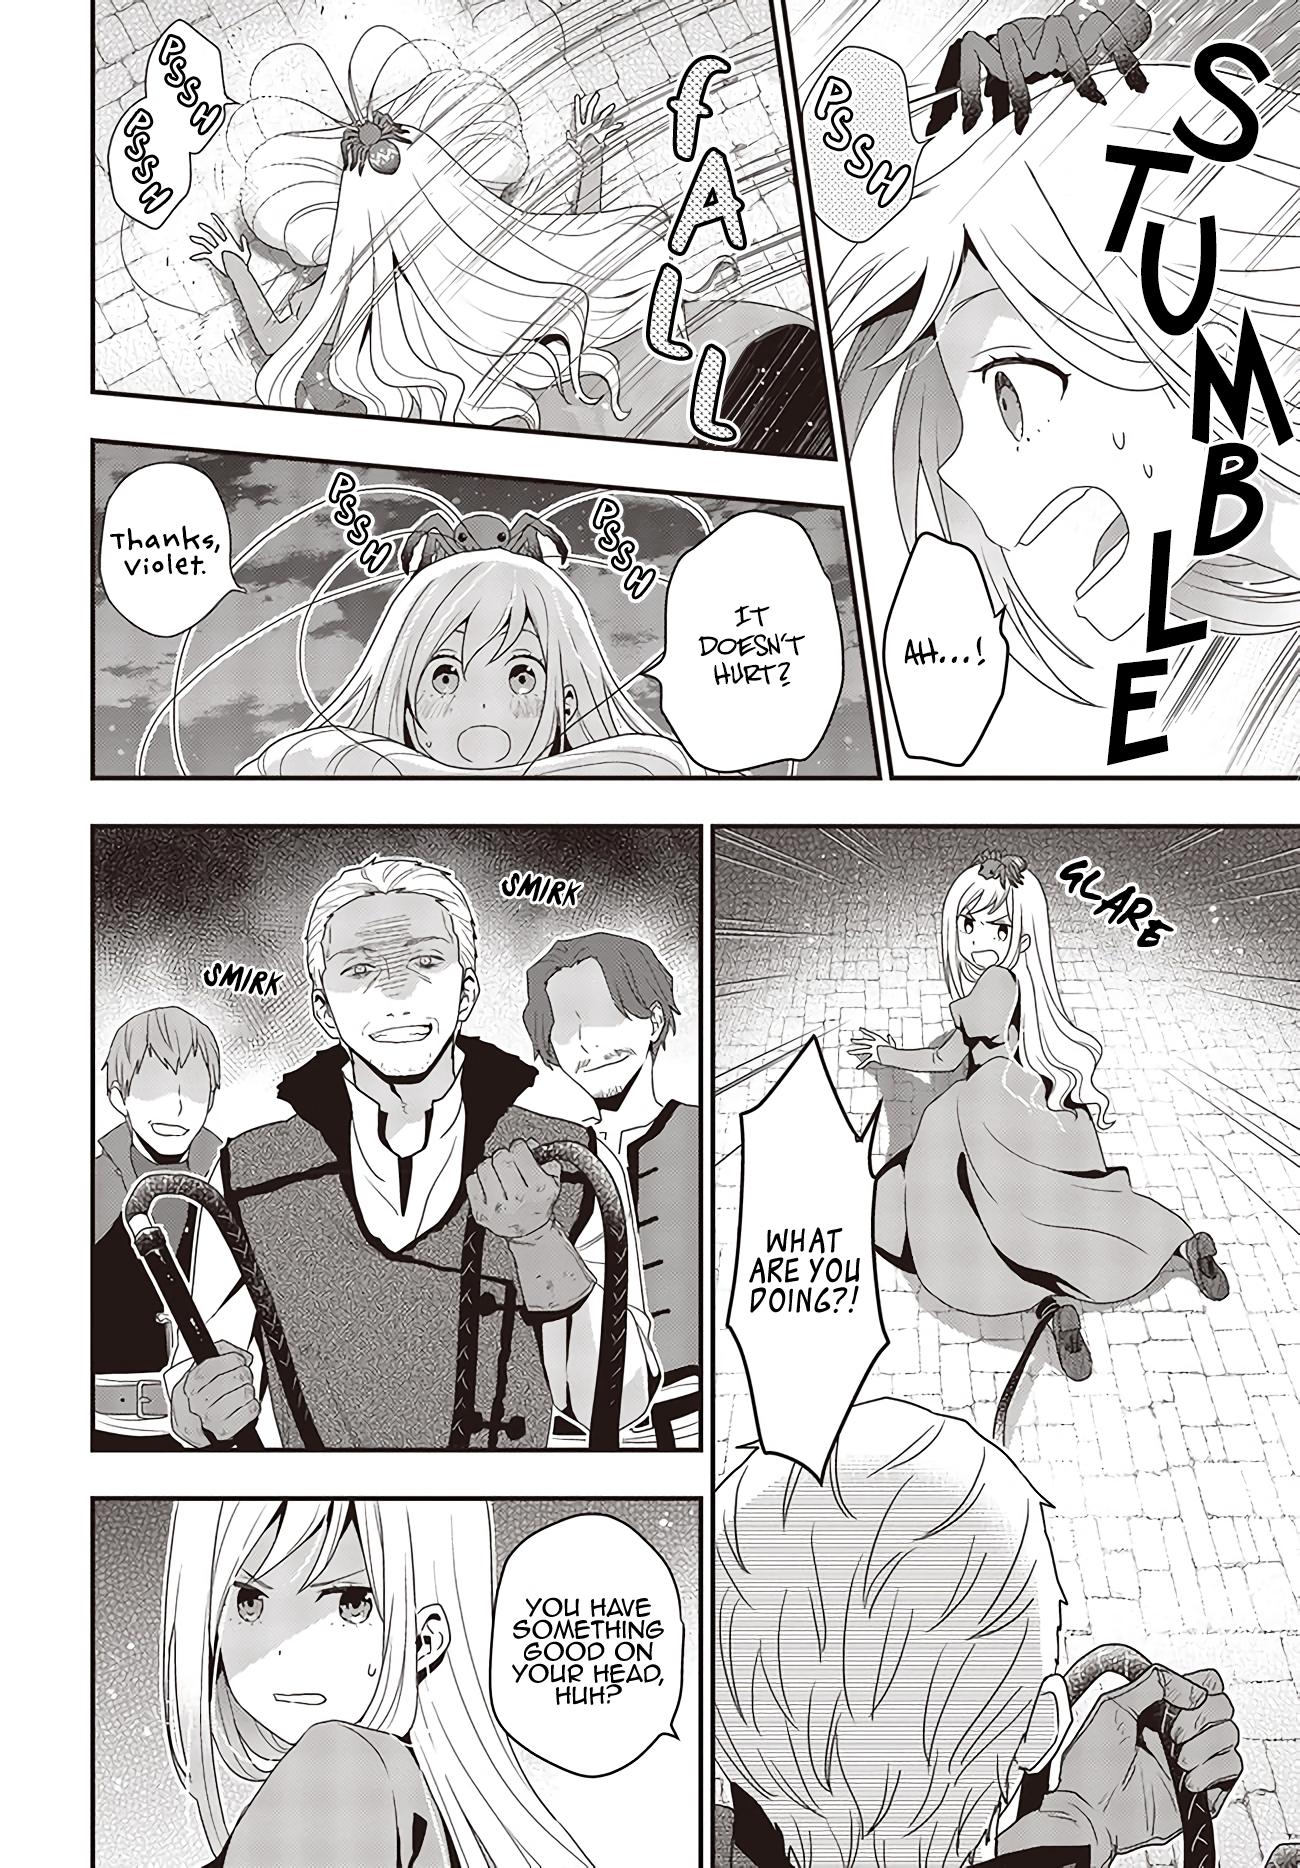 STUMBLE
PSSH
AH...!
fALL
PSSH
PSSH
IT
DOESN'T
HURT?
PSSH
PSSH
Thanks,
Violet.
GLARE
WHAT
ARE YOU
DOING?!
SMIRK
SMIRK
YOU HAVE
SOMETHING
GOOD ON
YOUR HEAD,
HUH?